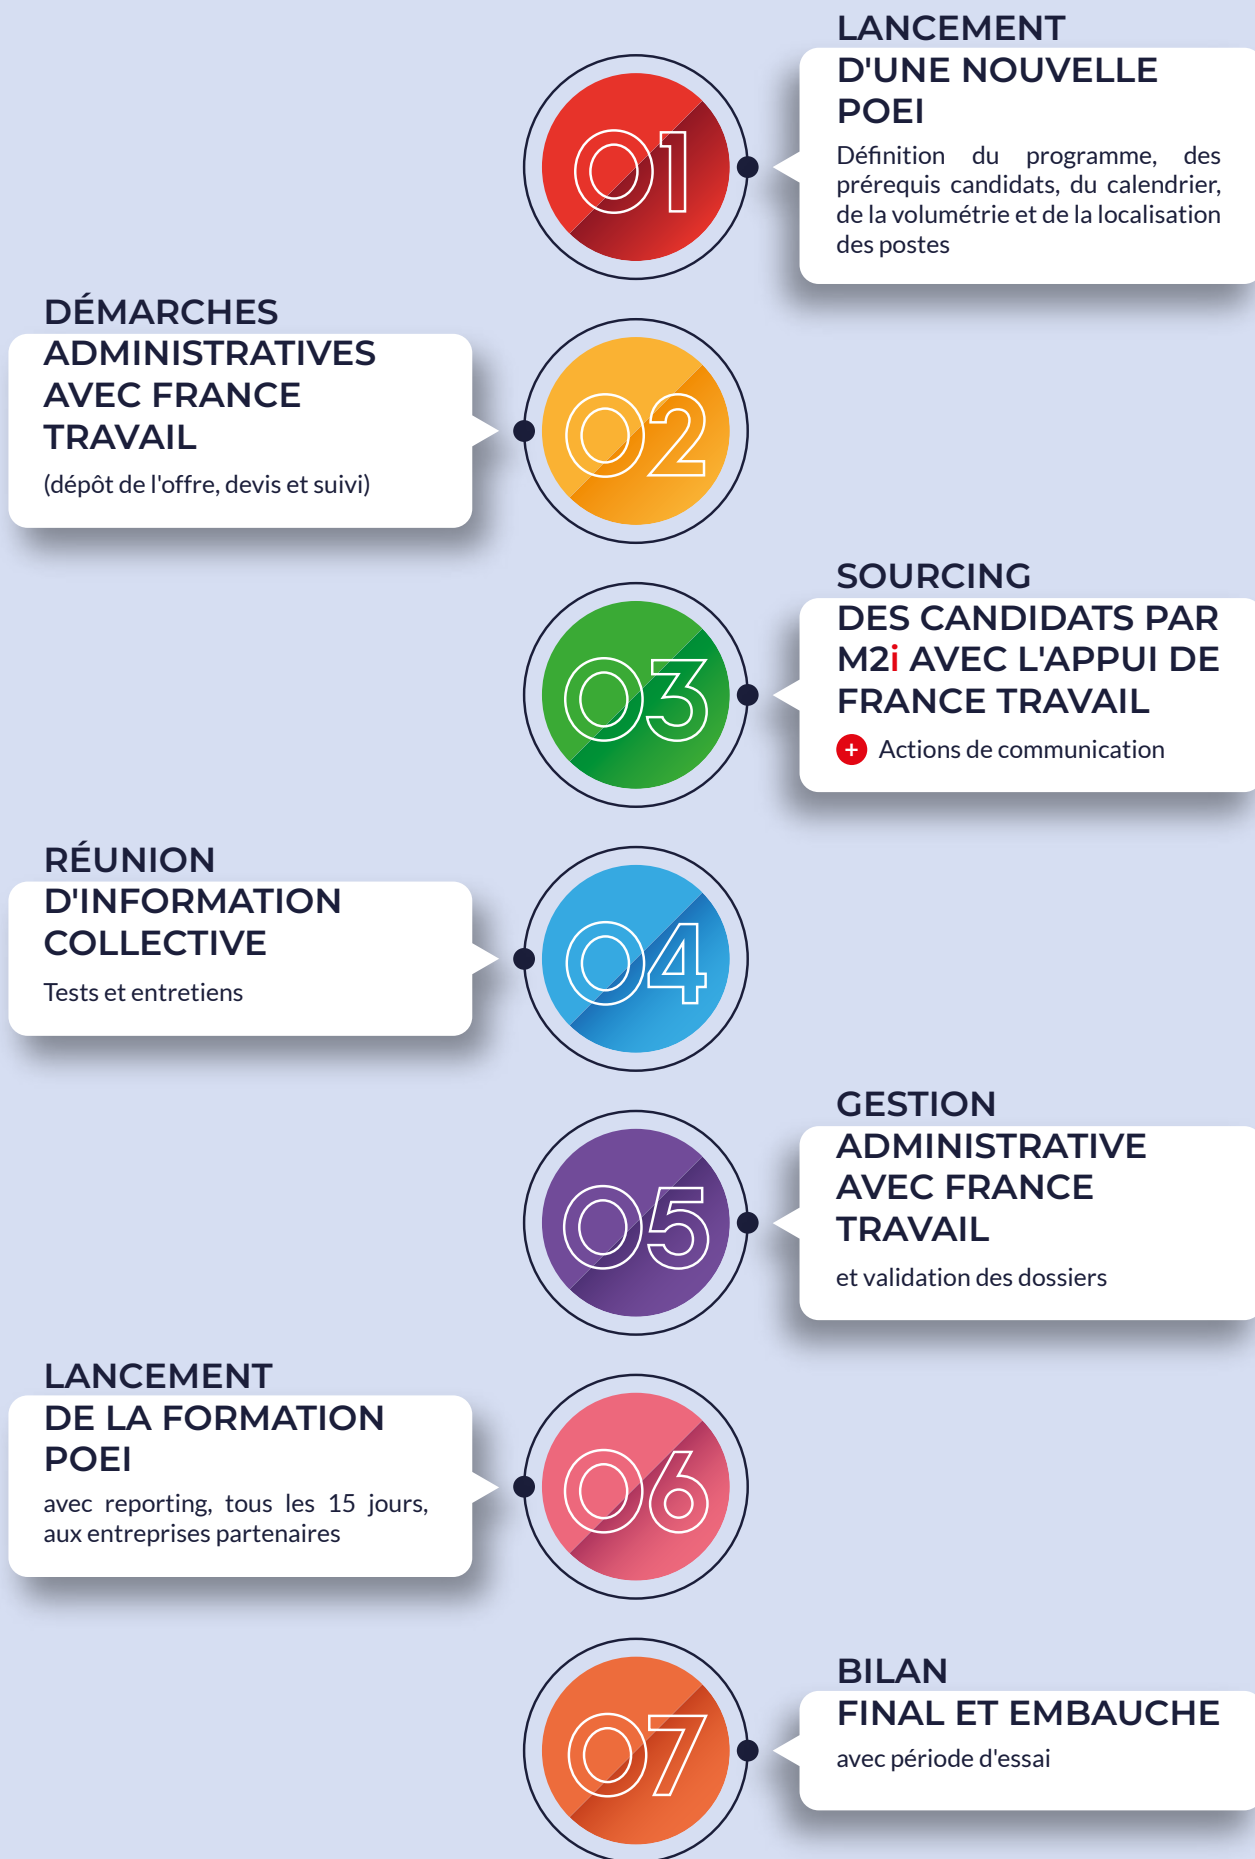 01
LANCEMENT
D'UNE NOUVELLE
POEI
Définition du programme, des
prérequis candidats, du calendrier,
de la volumétrie et de la localisation
des postes
02
DÉMARCHES
ADMINISTRATIVES
AVEC FRANCE
TRAVAIL
(dépôt de l'offre, devis et suivi)
03
SOURCING
DES CANDIDATS PAR
M2i AVEC L'APPUI DE
FRANCE TRAVAIL
+ Actions de communication
04
RÉUNION
D'INFORMATION
COLLECTIVE
Tests et entretiens
05
GESTION
ADMINISTRATIVE
AVEC FRANCE
TRAVAIL
et validation des dossiers
06
LANCEMENT
DE LA FORMATION
POEI
avec reporting, tous les 15 jours,
aux entreprises partenaires
07
BILAN
FINAL ET EMBAUCHE
avec période d'essai